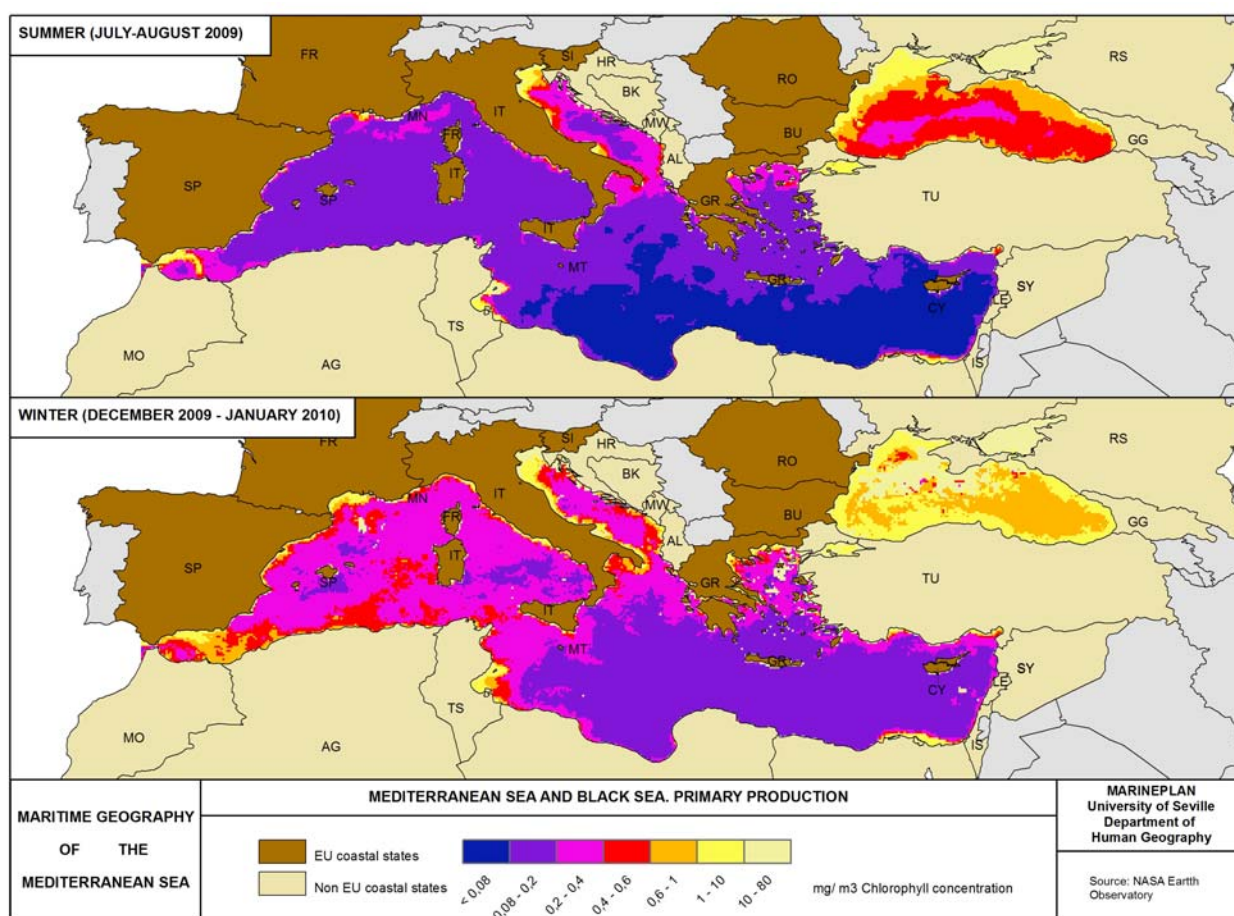 SUMMER (JULY-AUGUST 2009)
FR
SI
HR
RO
RS
BK
MN
IT
MW
FR
BU
GG
AL
SP
IT
TU
SP
GR
IT
MT
GR
SY
LE
CY
TS
MO
AG
IS
WINTER (DECEMBER 2009 - JANUARY 2010)
FR
SI
HR
RO
RS
BK
MN
IT
MW
FR
BU
GG
AL
SP
IT
TU
SP
GR
IT
MT
GR
SY
LE
CY
TS
MO
AG
IS
MARITIME GEOGRAPHY
OF THE
MEDITERRANEAN SEA
MEDITERRANEAN SEA AND BLACK SEA. PRIMARY PRODUCTION
EU coastal states
Non EU coastal states
< 0,08
0,08 - 0,2
0,2 - 0,4
0,4 - 0,6
0,6 - 1
1 - 10
10 - 80
mg/ m3 Chlorophyll concentration
MARINEPLAN
University of Seville
Department of
Human Geography
Source: NASA Eartth
Observatory